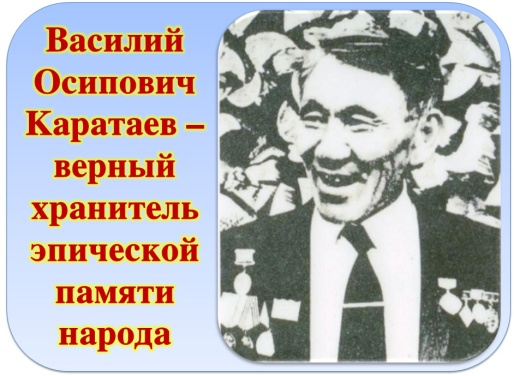 Василий
Осипович
Каратаев –
верный
хранитель
эпической
памяти
народа